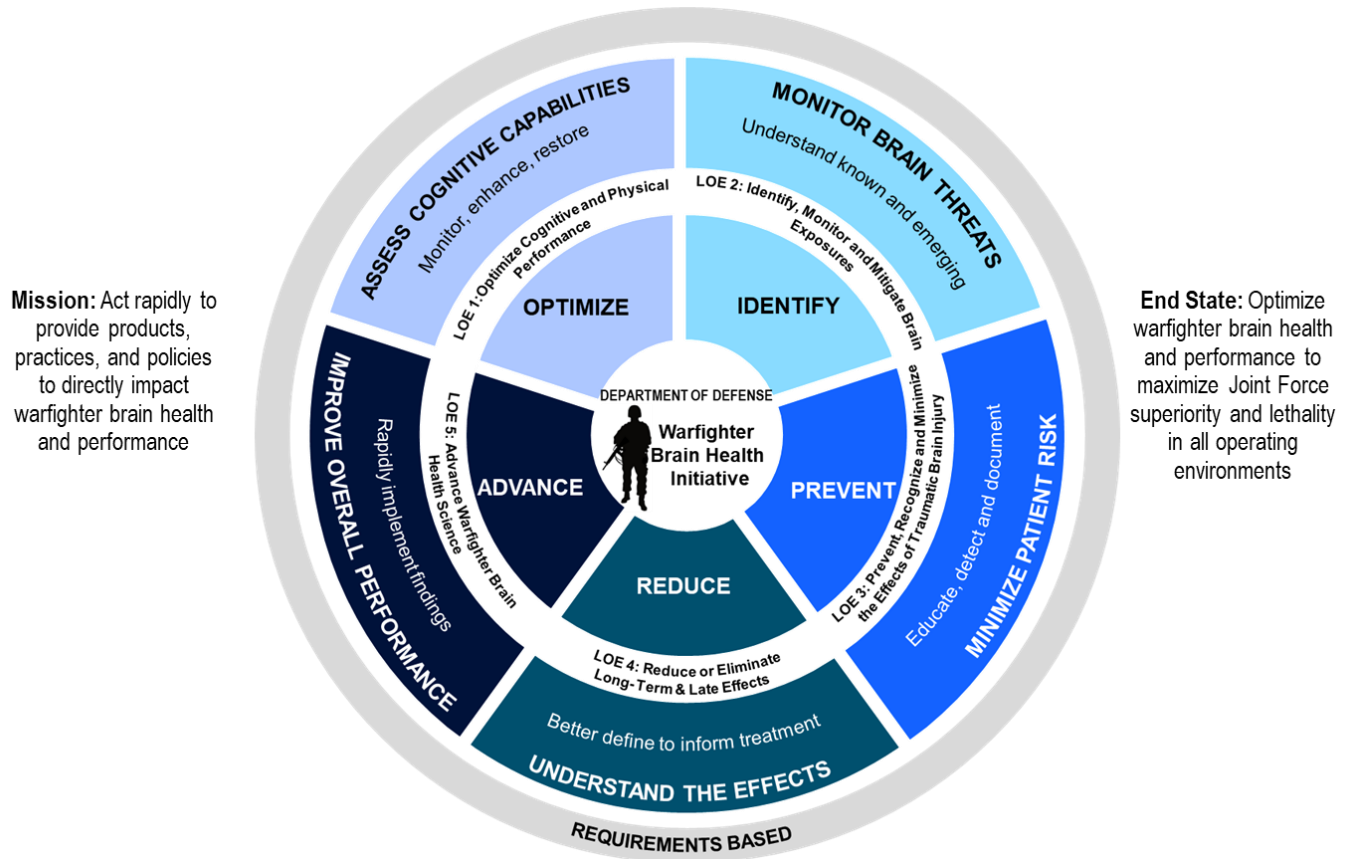 Mission: Act rapidly to
provide products,
practices, and policies
to directly impact
warfighter brain health
and performance
ASSESS COGNITIVE CAPABILITIES
Monitor, enhance, restore
LOE 1: Optimize Cognitive and Physical
Performance
OPTIMIZE
MONITOR BRAIN THREATS
Understand known and emerging
LOE 2: Identify, Monitor and Mitigate Brain
Exposures
IDENTIFY
MINIMIZE PATIENT RISK
Educate, detect and document
LOE 3: Prevent, Recognize and Minimize
the Effects of Traumatic Brain Injury
PREVENT
REDUCE
LOE 4: Reduce or Eliminate
Long-Term & Late Effects
Better define to inform treatment
UNDERSTAND THE EFFECTS
IMPROVE OVERALL PERFORMANCE
Rapidly implement findings
LOE 5: Advance Warfighter Brain
Health Science
ADVANCE
DEPARTMENT OF DEFENSE
Warfighter
Brain Health
Initiative
REQUIREMENTS BASED
End State: Optimize
warfighter brain health
and performance to
maximize Joint Force
superiority and lethality
in all operating
environments